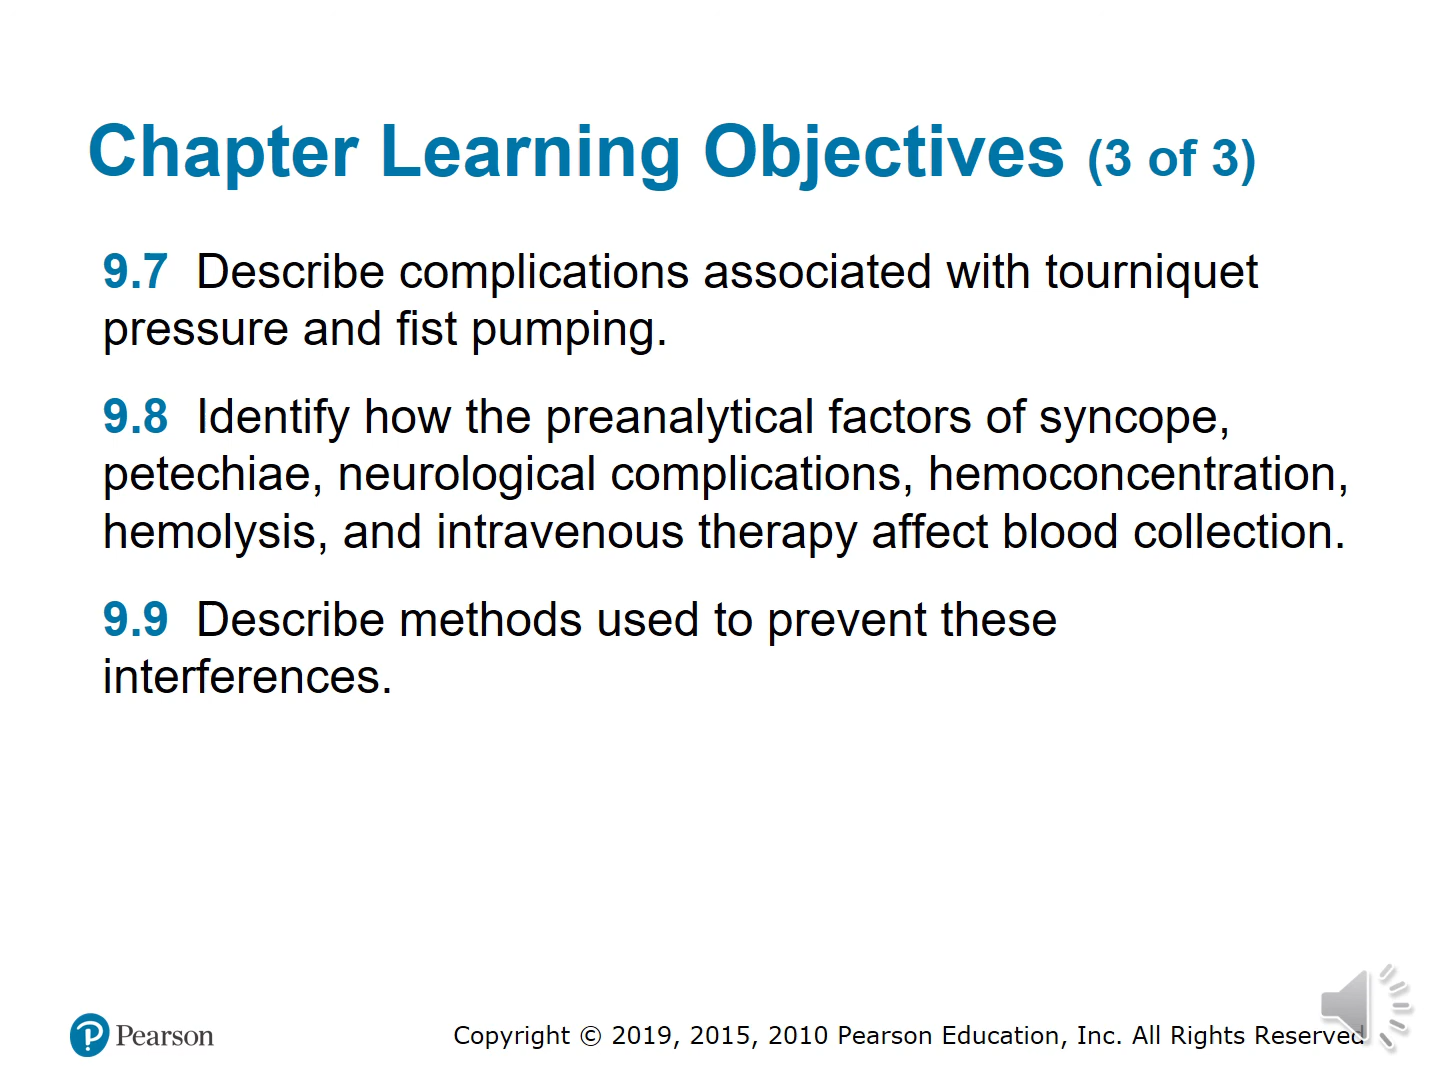 Chapter Learning Objectives (3 of 3)
9.7 Describe complications associated with tourniquet
pressure and fist pumping.
9.8 Identify how the preanalytical factors of syncope,
petechiae, neurological complications, hemoconcentration,
hemolysis, and intravenous therapy affect blood collection.
9.9 Describe methods used to prevent these
interferences.
Pearson
Copyright © 2019, 2015, 2010 Pearson Education, Inc. All Rights Reserved